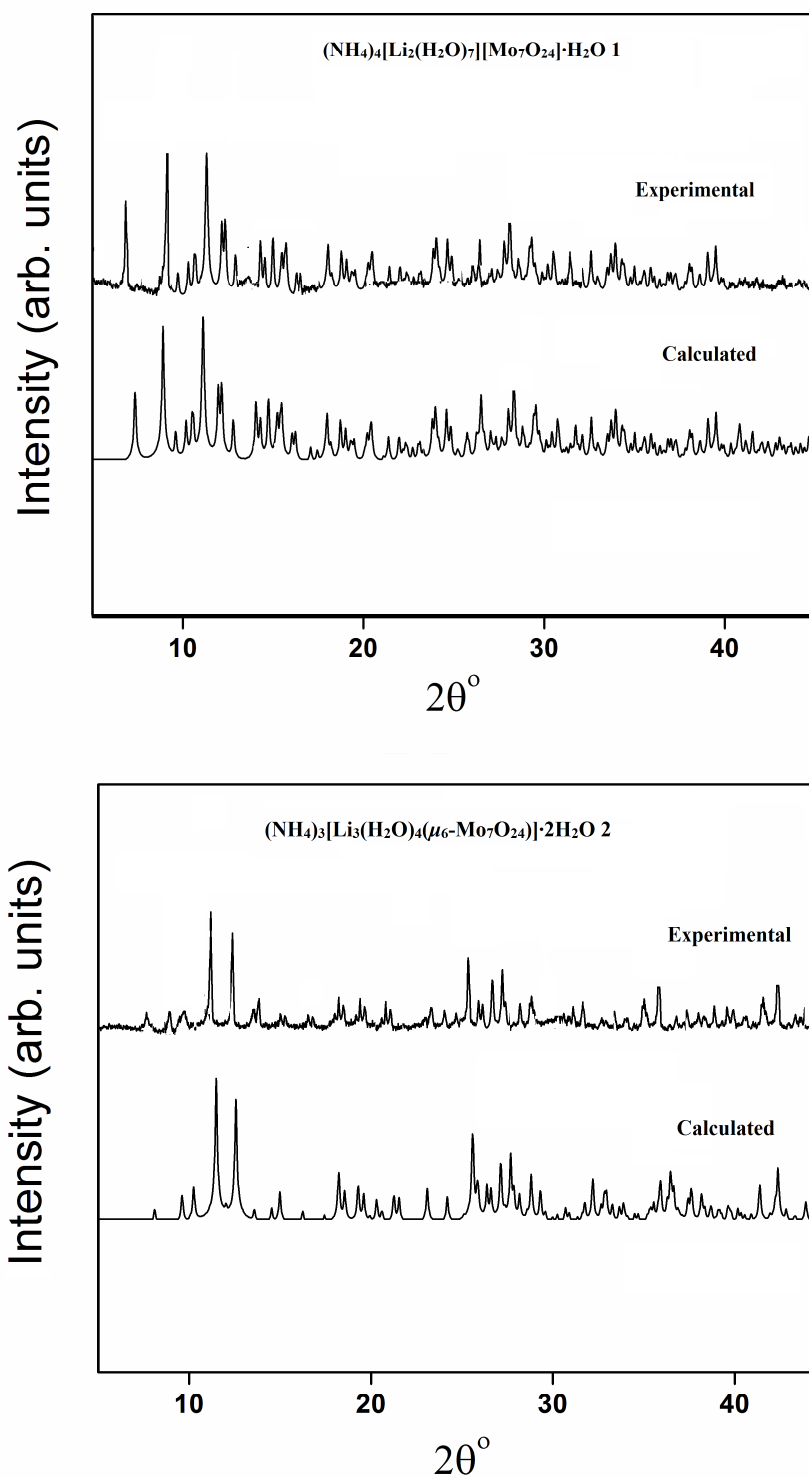 (NH₄)₄[Li₂(H₂O)₇][Mo₇O₂₄]·H₂O 1
Experimental
Calculated
Intensity (arb. units)
10 20 30 40
2θ°
(NH₄)₃[Li₃(H₂O)₄(μ₆-Mo₇O₂₄)]·2H₂O 2
Experimental
Calculated
Intensity (arb. units)
10 20 30 40
2θ°